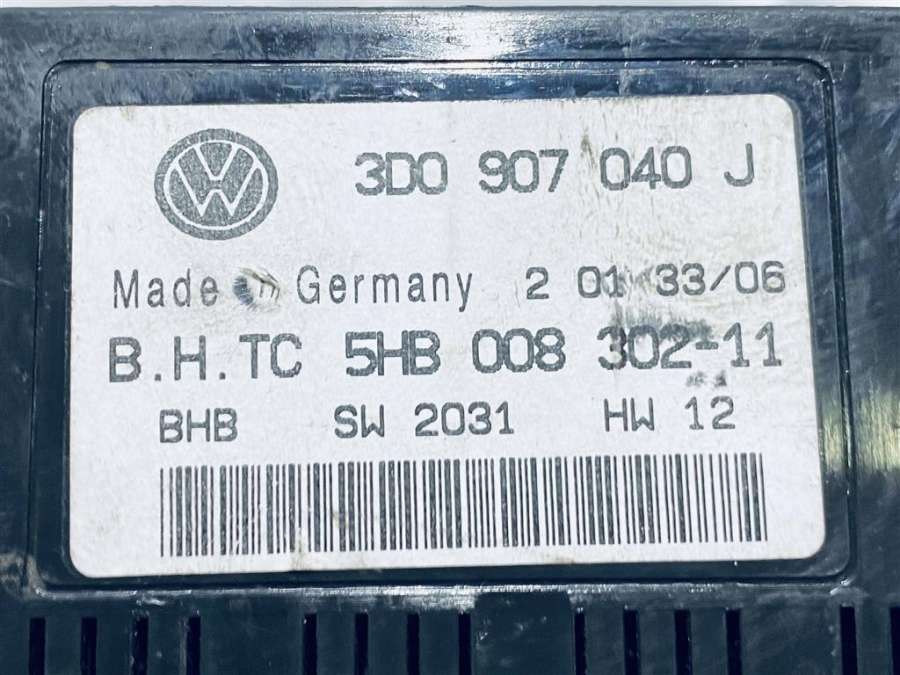 3D0 907 040 J
Made in Germany 2 01 33/06
B.H.TC 5HB 008 302-11
BHB SW 2031 HW 12